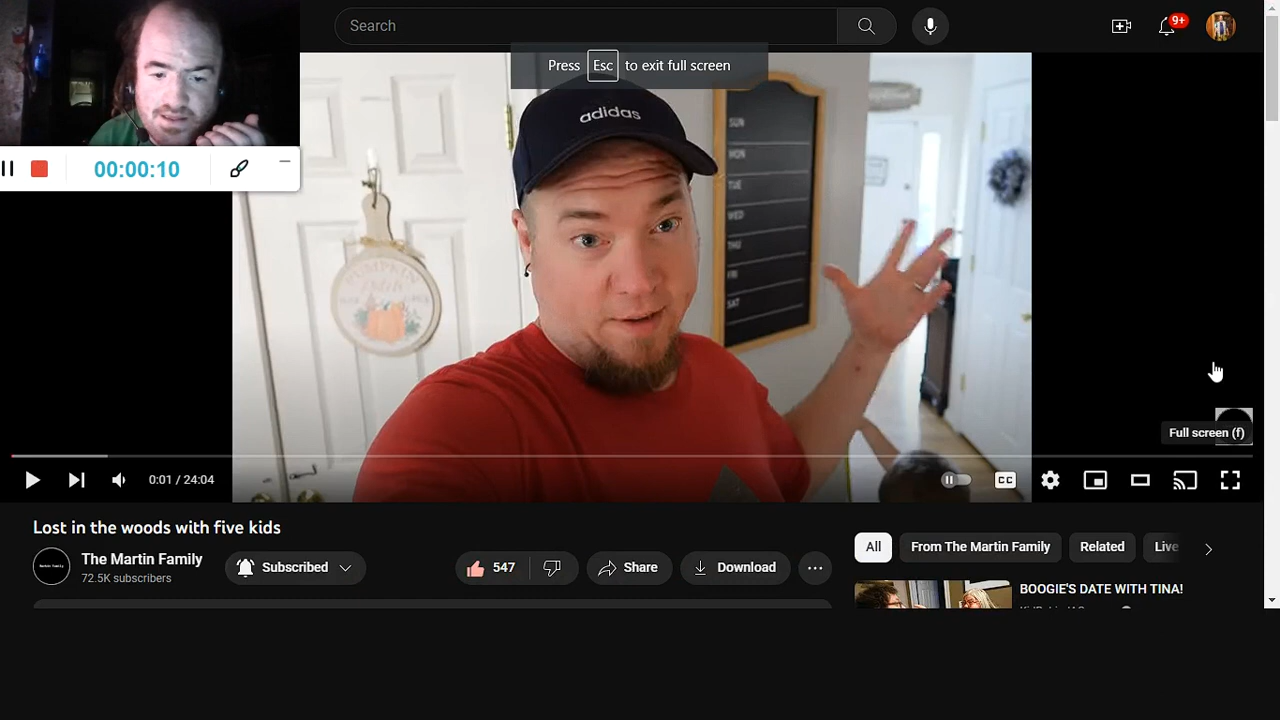 Search
9+
Press Esc to exit full screen
adidas
00:00:10
SUN
MON
TUE
WED
THU
FRI
SAT
PUMPKIN
Full screen (f)
0:01 / 24:04
CC
Lost in the woods with five kids
The Martin Family
72.5K subscribers
Subscribed
547
Share
Download
All
From The Martin Family
Related
Live
BOOGIE'S DATE WITH TINA!